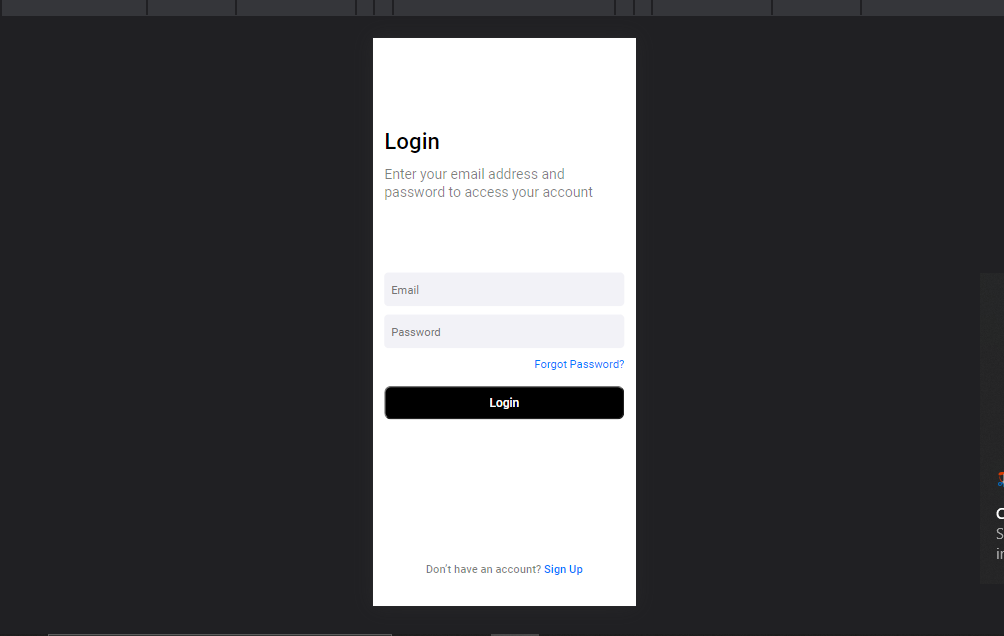 Login
Enter your email address and
password to access your account
Email
Password
Forgot Password?
Login
Don't have an account? Sign Up